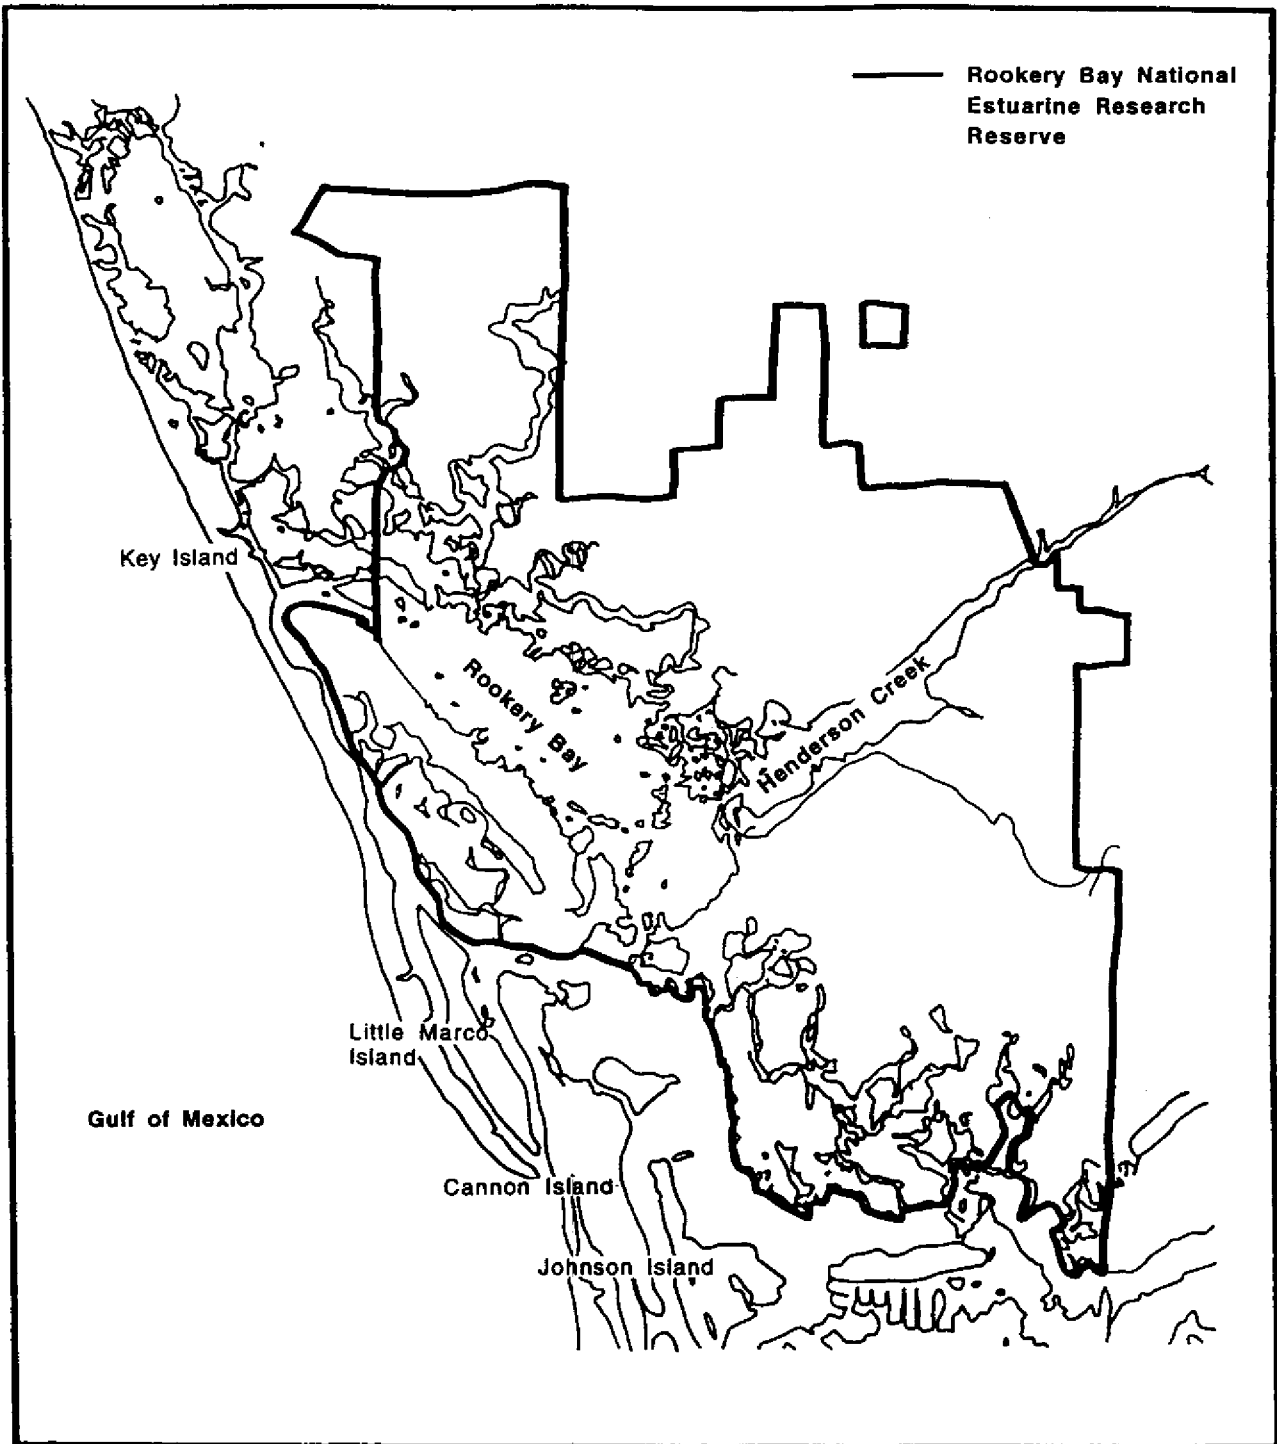 Rookery Bay National
Estuarine Research
Reserve
Key Island
Rookery Bay
Henderson Creek
Little Marco
Island
Gulf of Mexico
Cannon Island
Johnson Island